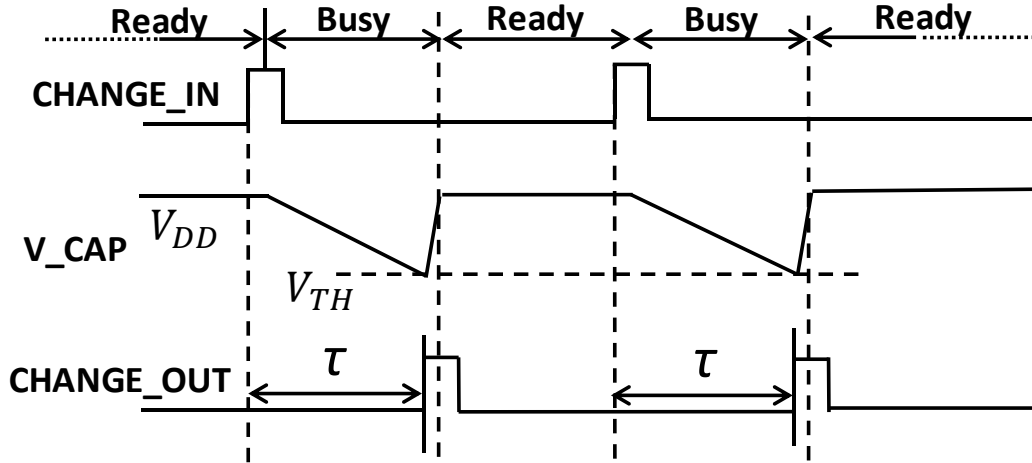 Ready Busy Ready Busy Ready
CHANGE_IN
V_CAP
V_DD
V_TH
CHANGE_OUT
τ τ